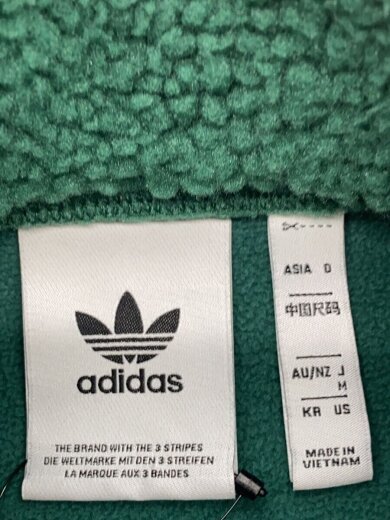 adidas
THE BRAND WITH THE 3 STRIPES
DIE WELTMARKE MIT DEN 3 STREIFEN
LA MARQUE AUX 3 BANDES
ASIA D
中国尺码
AU/NZ J
M
KR US
MADE IN
VIETNAM